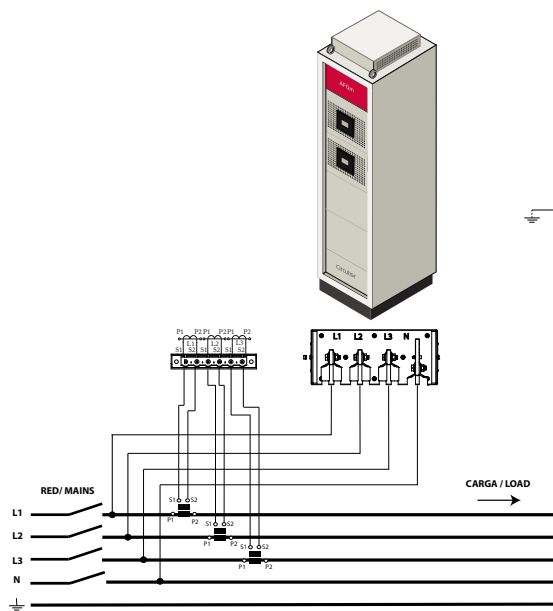 AFQm
Circutor
P1 P2 P1 P2 P1 P2
L1 L2 L3
S1 S2 S1 S2 S1 S2
L1 L2 L3 N
RED/ MAINS
CARGA / LOAD
S1 S2
L1
P1 P2
S1 S2
L2
P1 P2
S1 S2
L3
P1 P2
N